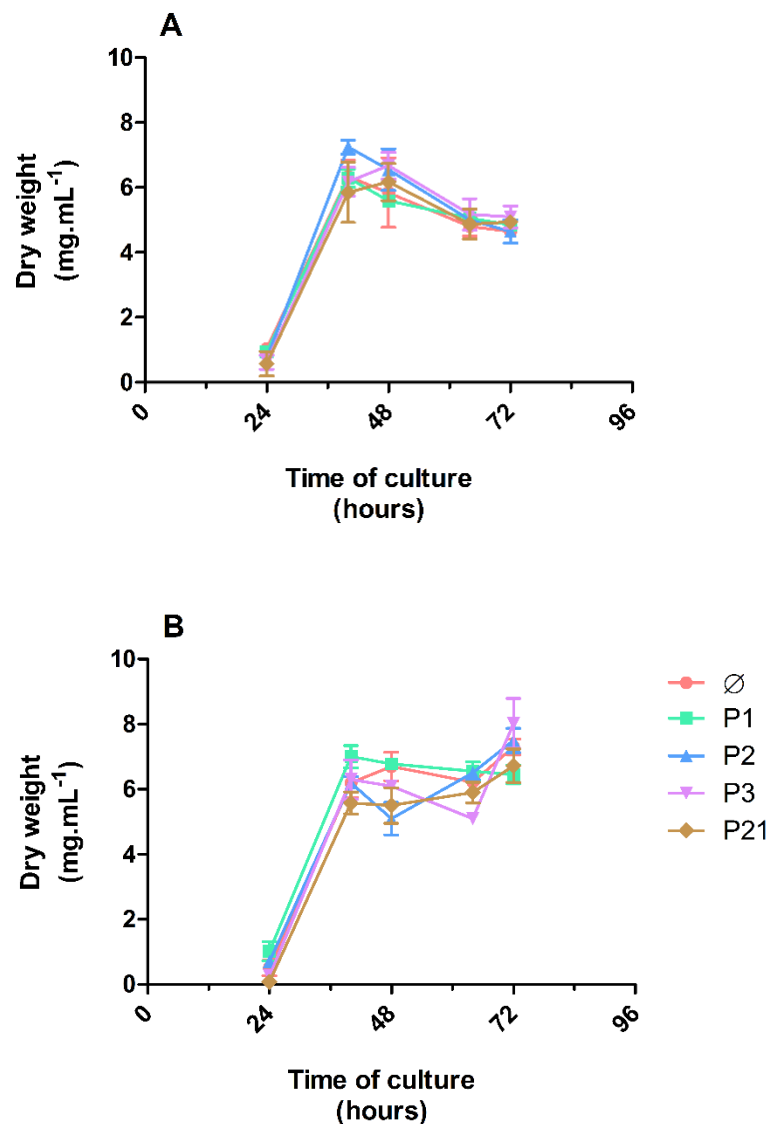 A
10
8
6
4
2
0
Dry weight
(mg.mL⁻¹)
0
24
48
72
96
Time of culture
(hours)
B
10
8
6
4
2
0
Dry weight
(mg.mL⁻¹)
0
24
48
72
96
Time of culture
(hours)
∅
P1
P2
P3
P21